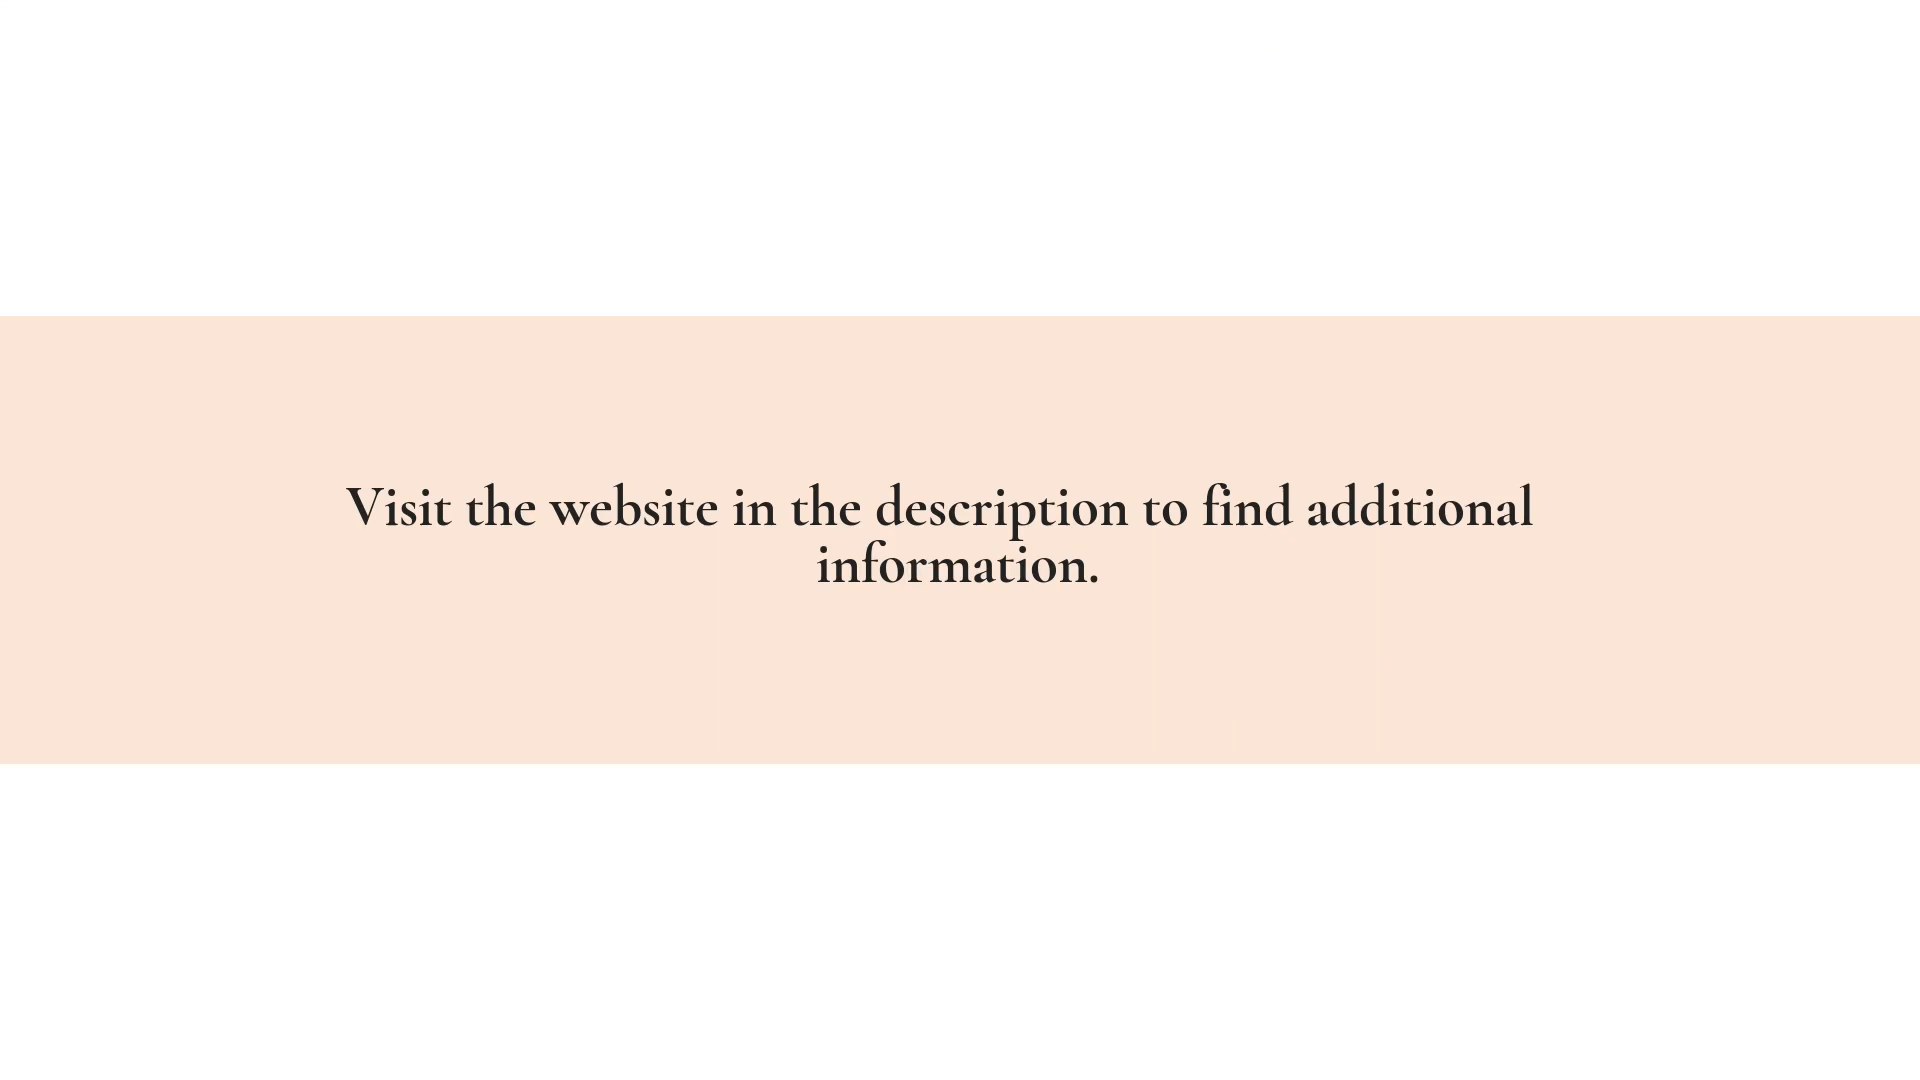 Visit the website in the description to find additional
information.